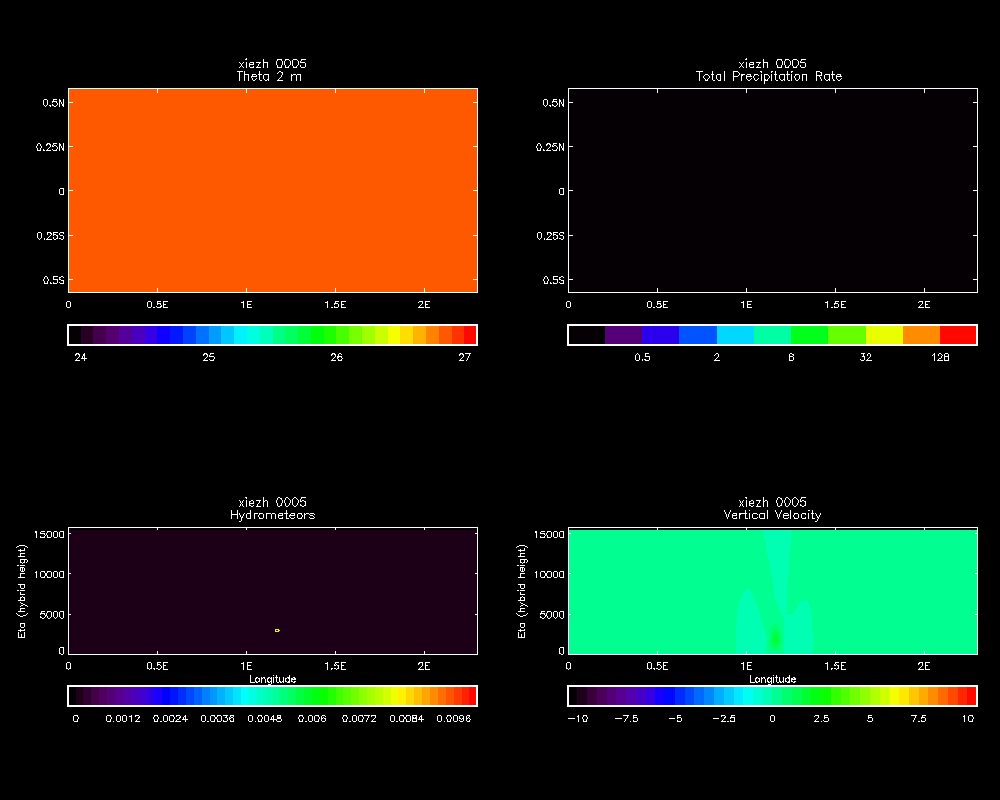 xiezh 0005
Theta 2 m
0.5N
0.25N
0
0.25S
0.5S
0 0.5E 1E 1.5E 2E
24 25 26 27
xiezh 0005
Total Precipitation Rate
0.5N
0.25N
0
0.25S
0.5S
0 0.5E 1E 1.5E 2E
0.5 2 8 32 128
xiezh 0005
Hydrometeors
Eta (hybrid height)
15000
10000
5000
0
0 0.5E 1E 1.5E 2E
Longitude
0 0.0012 0.0024 0.0036 0.0048 0.006 0.0072 0.0084 0.0096
xiezh 0005
Vertical Velocity
Eta (hybrid height)
15000
10000
5000
0
0 0.5E 1E 1.5E 2E
Longitude
-10 -7.5 -5 -2.5 0 2.5 5 7.5 10